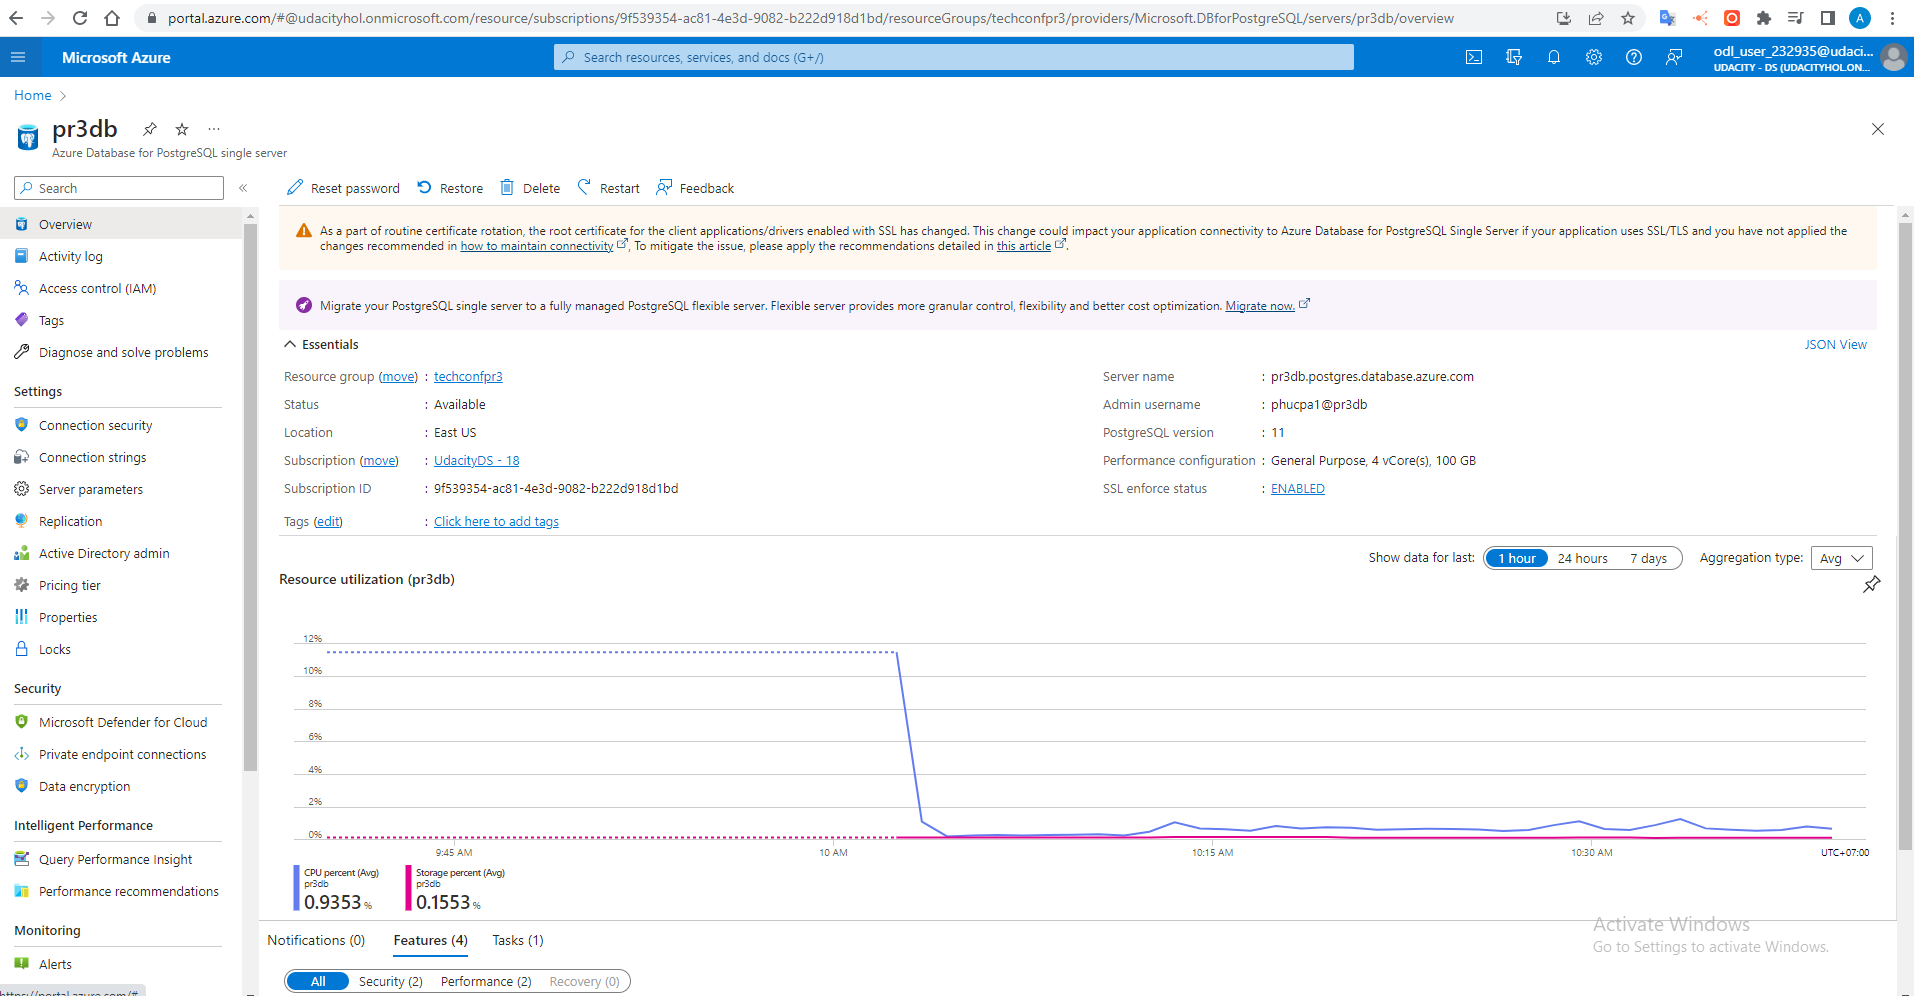 portal.azure.com/#@udacityhol.onmicrosoft.com/resource/subscriptions/9f539354-ac81-4e3d-9082-b222d918d1bd/resourceGroups/techconfpr3/providers/Microsoft.DBforPostgreSQL/servers/pr3db/overview
A
Microsoft Azure
Search resources, services, and docs (G+/)
odl_user_232935@udaci...
UDACITY - DS (UDACITYHOL.ON...
Home
pr3db
Azure Database for PostgreSQL single server
Search
Overview
Activity log
Access control (IAM)
Tags
Diagnose and solve problems
Settings
Connection security
Connection strings
Server parameters
Replication
Active Directory admin
Pricing tier
Properties
Locks
Security
Microsoft Defender for Cloud
Private endpoint connections
Data encryption
Intelligent Performance
Query Performance Insight
Performance recommendations
Monitoring
Alerts
https://portal.azure.com/#
Reset password Restore Delete Restart Feedback
As a part of routine certificate rotation, the root certificate for the client applications/drivers enabled with SSL has changed. This change could impact your application connectivity to Azure Database for PostgreSQL Single Server if your application uses SSL/TLS and you have not applied the
changes recommended in how to maintain connectivity , To mitigate the issue, please apply the recommendations detailed in this article .
Migrate your PostgreSQL single server to a fully managed PostgreSQL flexible server. Flexible server provides more granular control, flexibility and better cost optimization. Migrate now.
Essentials
JSON View
Resource group (move) : techconfpr3
Status : Available
Location : East US
Subscription (move) : UdacityDS - 18
Subscription ID : 9f539354-ac81-4e3d-9082-b222d918d1bd
Tags (edit) : Click here to add tags
Server name : pr3db.postgres.database.azure.com
Admin username : phucpa1@pr3db
PostgreSQL version : 11
Performance configuration : General Purpose, 4 vCore(s), 100 GB
SSL enforce status : ENABLED
Show data for last: 1 hour 24 hours 7 days Aggregation type: Avg
Resource utilization (pr3db)
12%
10%
8%
6%
4%
2%
0%
9:45 AM 10 AM 10:15 AM 10:30 AM UTC+07:00
CPU percent (Avg)
pr3db
0.9353 %
Storage percent (Avg)
pr3db
0.1553 %
Activate Windows
Go to Settings to activate Windows.
Notifications (0) Features (4) Tasks (1)
All Security (2) Performance (2) Recovery (0)